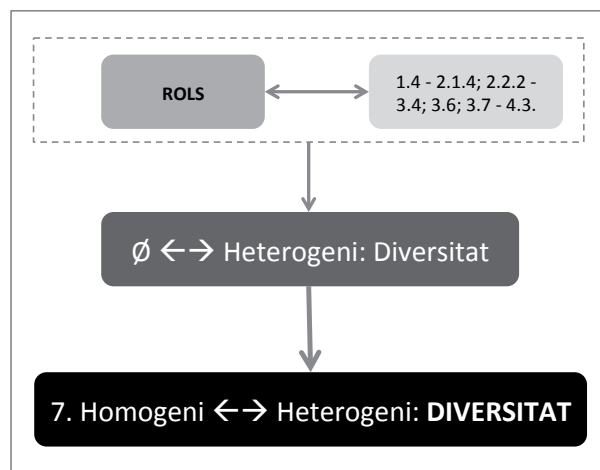 ROLS
1.4 - 2.1.4; 2.2.2 -
3.4; 3.6; 3.7 - 4.3.
Ø ←→ Heterogeni: Diversitat
7. Homogeni ←→ Heterogeni: DIVERSITAT